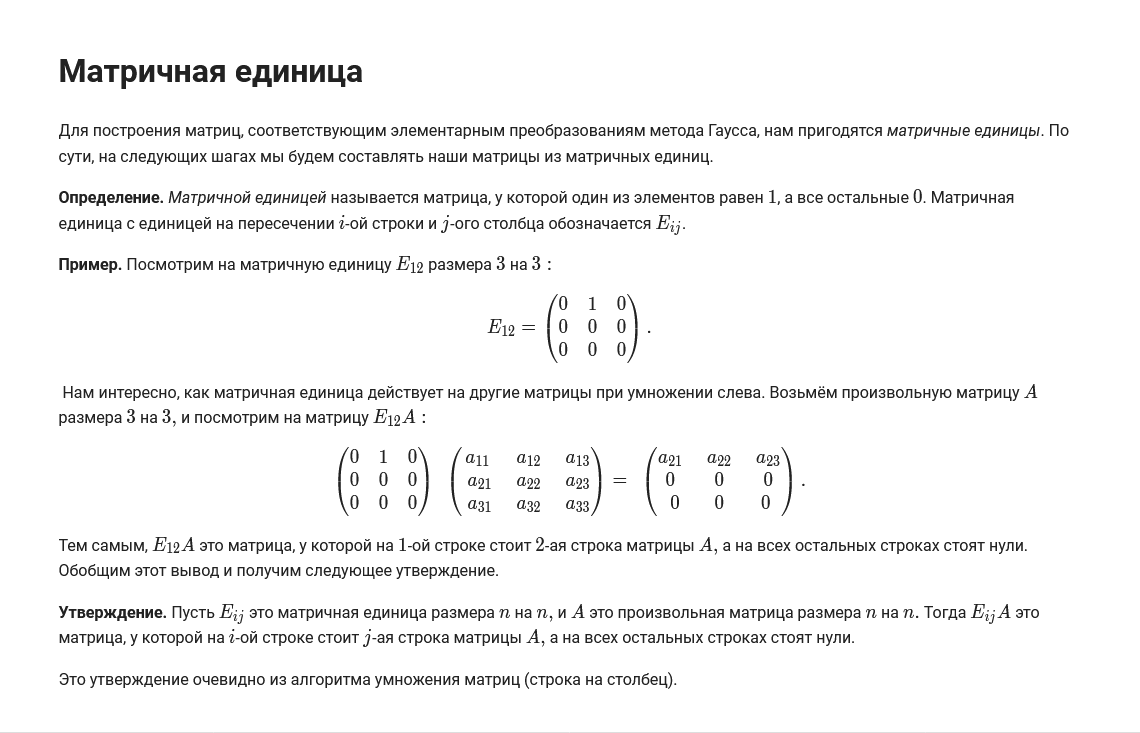 Матричная единица
Для построения матриц, соответствующим элементарным преобразованиям метода Гаусса, нам пригодятся матричные единицы. По
сути, на следующих шагах мы будем составлять наши матрицы из матричных единиц.
Определение. Матричной единицей называется матрица, у которой один из элементов равен 1, а все остальные 0. Матричная
единица с единицей на пересечении i-ой строки и j-ого столбца обозначается E_{ij}.
Пример. Посмотрим на матричную единицу E_{12} размера 3 на 3 :
E_{12} = \begin{pmatrix} 0 & 1 & 0 \\ 0 & 0 & 0 \\ 0 & 0 & 0 \end{pmatrix}.
Нам интересно, как матричная единица действует на другие матрицы при умножении слева. Возьмём произвольную матрицу A
размера 3 на 3, и посмотрим на матрицу E_{12}A :
\begin{pmatrix} 0 & 1 & 0 \\ 0 & 0 & 0 \\ 0 & 0 & 0 \end{pmatrix} \begin{pmatrix} a_{11} & a_{12} & a_{13} \\ a_{21} & a_{22} & a_{23} \\ a_{31} & a_{32} & a_{33} \end{pmatrix} = \begin{pmatrix} a_{21} & a_{22} & a_{23} \\ 0 & 0 & 0 \\ 0 & 0 & 0 \end{pmatrix}.
Тем самым, E_{12}A это матрица, у которой на 1-ой строке стоит 2-ая строка матрицы A, а на всех остальных строках стоят нули.
Обобщим этот вывод и получим следующее утверждение.
Утверждение. Пусть E_{ij} это матричная единица размера n на n, и A это произвольная матрица размера n на n. Тогда E_{ij}A это
матрица, у которой на i-ой строке стоит j-ая строка матрицы A, а на всех остальных строках стоят нули.
Это утверждение очевидно из алгоритма умножения матриц (строка на столбец).